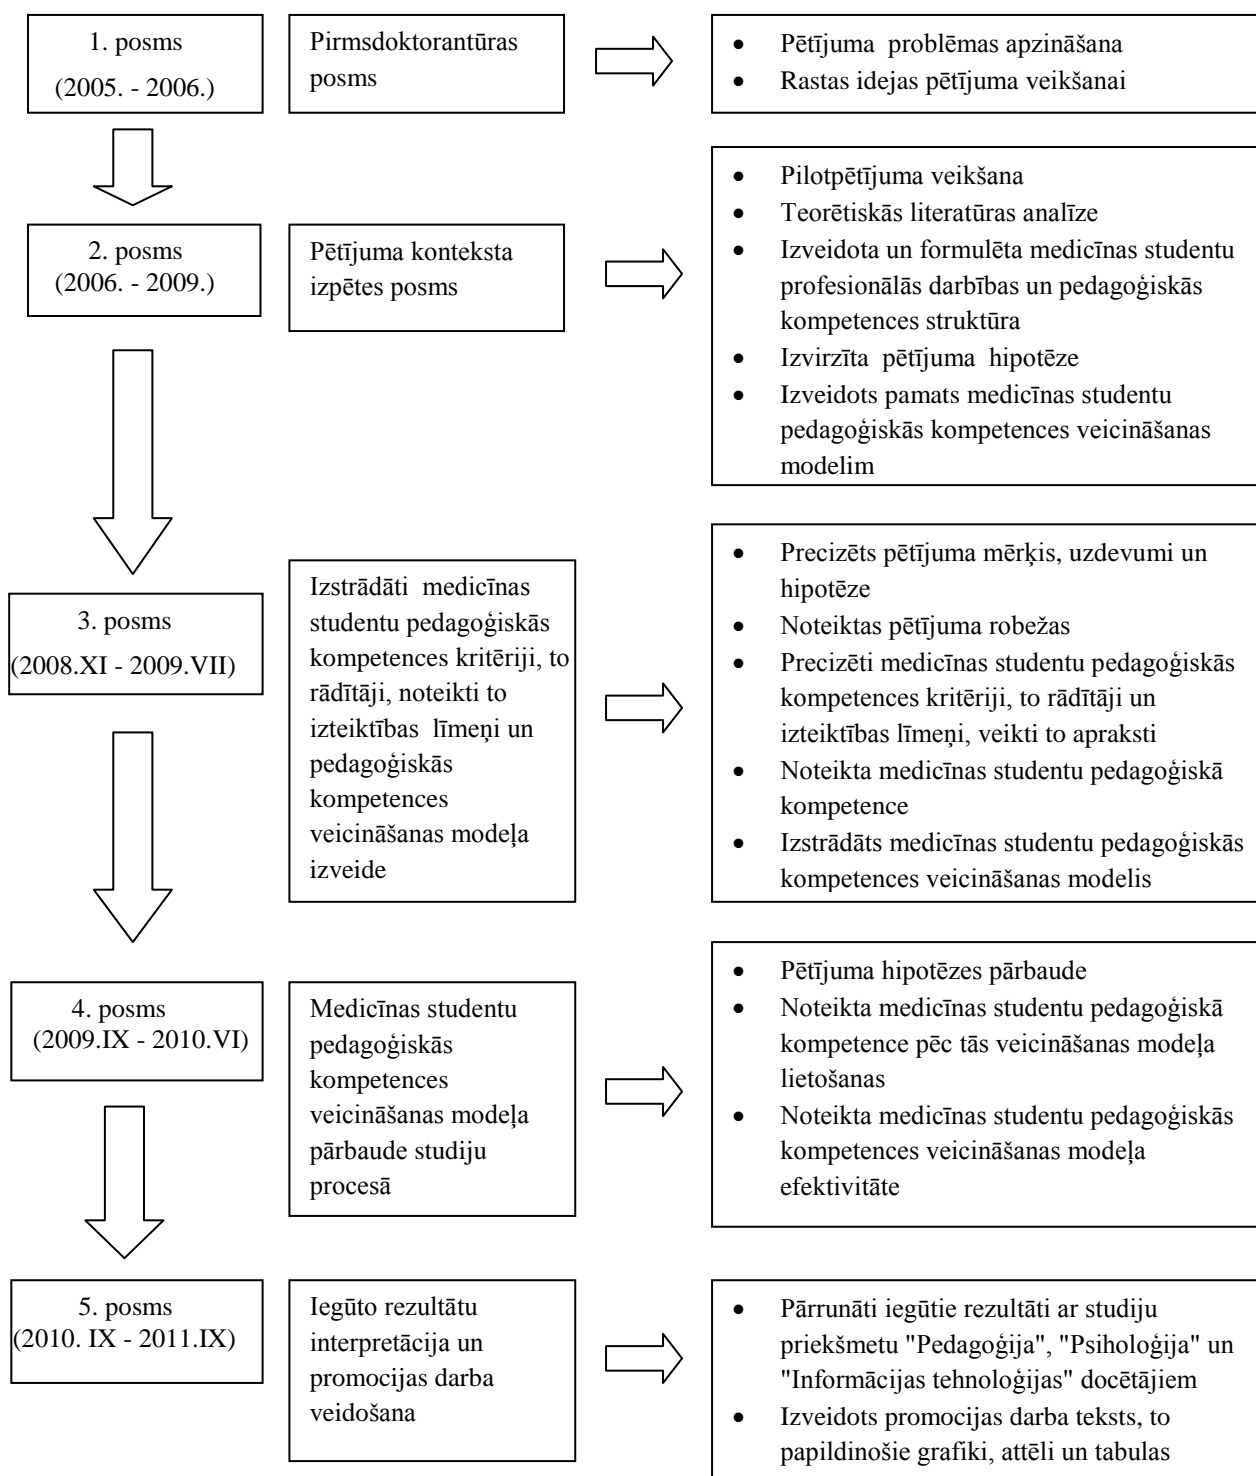 1. posms
(2005. - 2006.)
Pirmsdoktorantūras
posms
• Pētījuma problēmas apzināšana
• Rastas idejas pētījuma veikšanai
2. posms
(2006. - 2009.)
Pētījuma konteksta
izpētes posms
• Pilotpētījuma veikšana
• Teorētiskās literatūras analīze
• Izveidota un formulēta medicīnas studentu
profesionālās darbības un pedagoģiskās
kompetences struktūra
• Izvirzīta pētījuma hipotēze
• Izveidots pamats medicīnas studentu
pedagoģiskās kompetences veicināšanas
modelim
3. posms
(2008.XI - 2009.VII)
Izstrādāti medicīnas
studentu pedagoģiskās
kompetences kritēriji, to
rādītāji, noteikti to
izteiktības līmeņi un
pedagoģiskās
kompetences
veicināšanas modeļa
izveide
• Precizēts pētījuma mērķis, uzdevumi un
hipotēze
• Noteiktas pētījuma robežas
• Precizēti medicīnas studentu pedagoģiskās
kompetences kritēriji, to rādītāji un
izteiktības līmeņi, veikti to apraksti
• Noteikta medicīnas studentu pedagoģiskā
kompetence
• Izstrādāts medicīnas studentu pedagoģiskās
kompetences veicināšanas modelis
4. posms
(2009.IX - 2010.VI)
Medicīnas studentu
pedagoģiskās
kompetences
veicināšanas modeļa
pārbaude studiju
procesā
• Pētījuma hipotēzes pārbaude
• Noteikta medicīnas studentu pedagoģiskā
kompetence pēc tās veicināšanas modeļa
lietošanas
• Noteikta medicīnas studentu pedagoģiskās
kompetences veicināšanas modeļa
efektivitāte
5. posms
(2010. IX - 2011.IX)
Iegūto rezultātu
interpretācija un
promocijas darba
veidošana
• Pārrunāti iegūtie rezultāti ar studiju
priekšmetu "Pedagoģija", "Psiholoģija" un
"Informācijas tehnoloģijas" docētājiem
• Izveidots promocijas darba teksts, to
papildinošie grafiki, attēli un tabulas